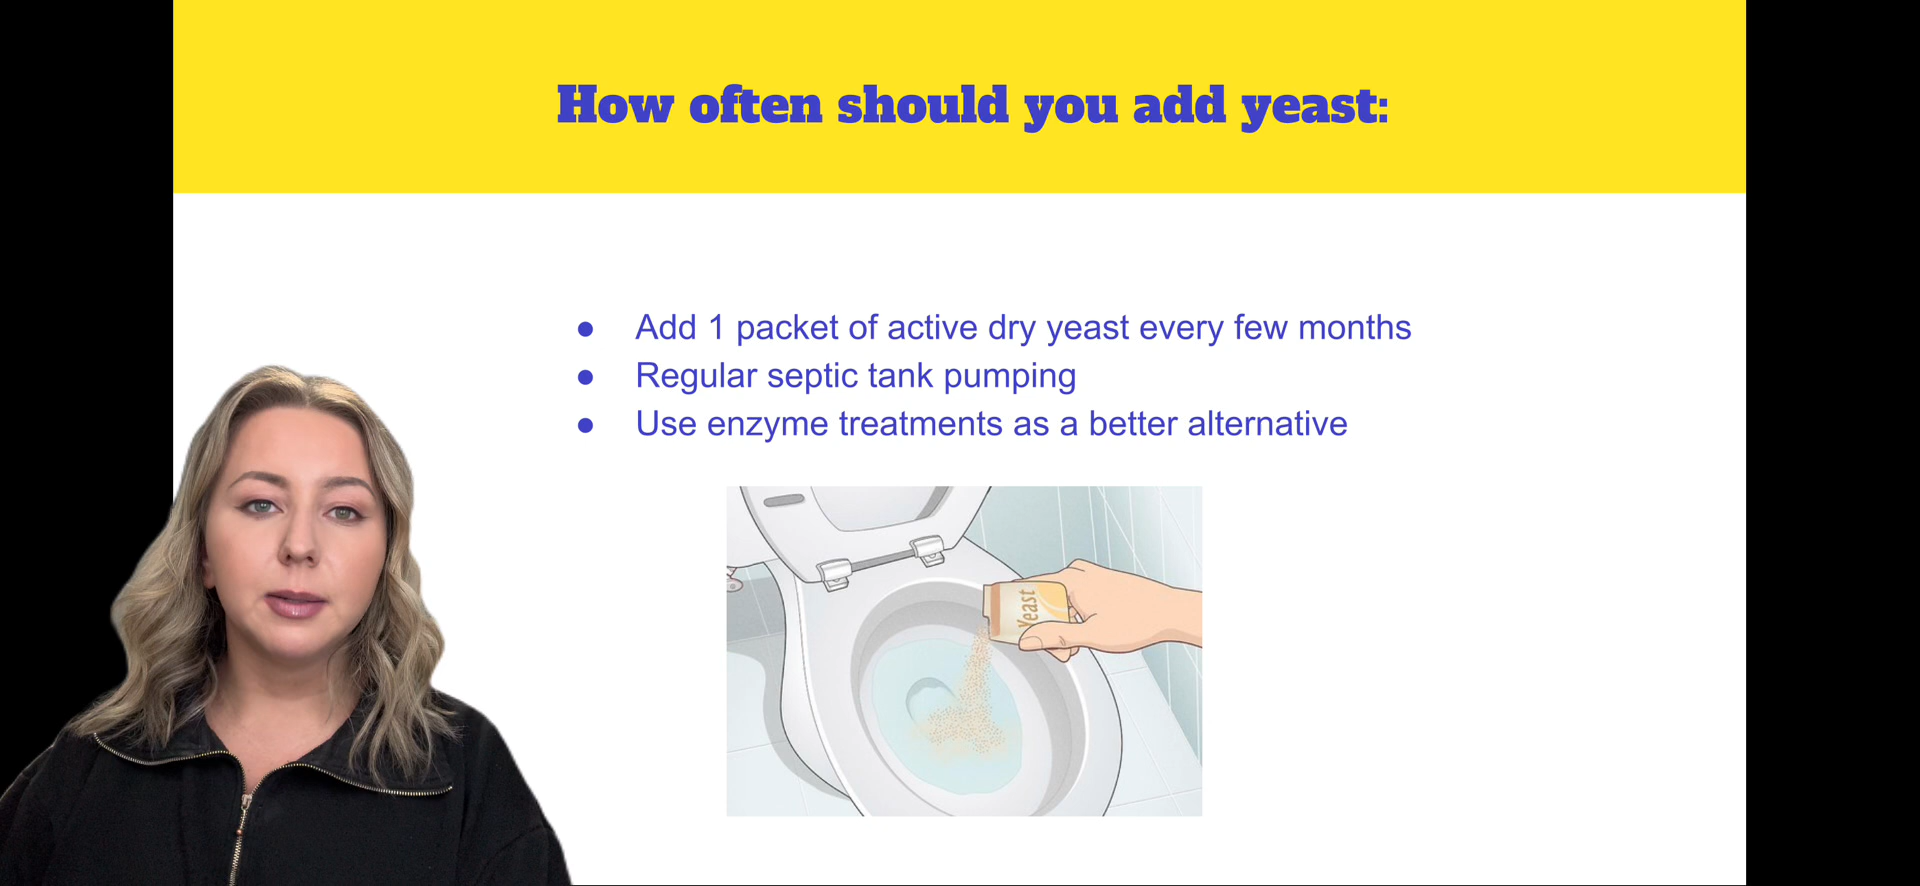 How often should you add yeast:
● Add 1 packet of active dry yeast every few months
● Regular septic tank pumping
● Use enzyme treatments as a better alternative
Yeast